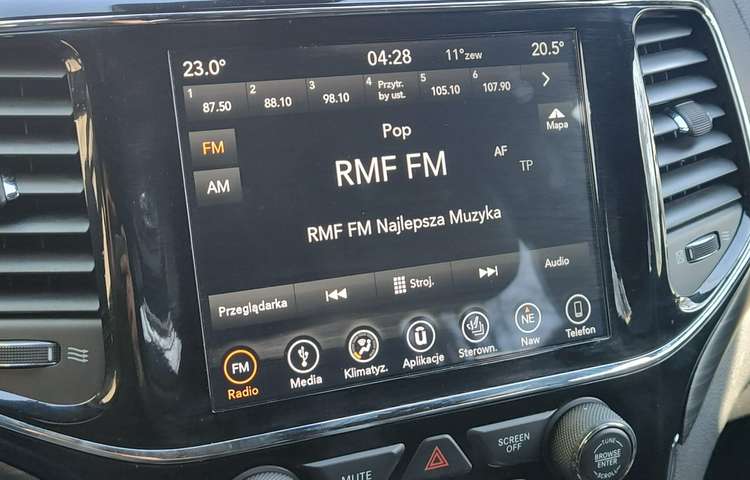 23.0° 04:28 11°zew 20.5°
1 87.50 2 88.10 3 98.10 4 Przytr. by ust. 5 105.10 6 107.90
Mapa
FM Pop
AM RMF FM AF TP
RMF FM Najlepsza Muzyka
Przeglądarka Stroj. Audio
FM NE
Radio Media Klimatyz. Aplikacje Sterown. Naw Telefon
MUTE SCREEN OFF
TUNE
BROWSE
ENTER
SCROLL